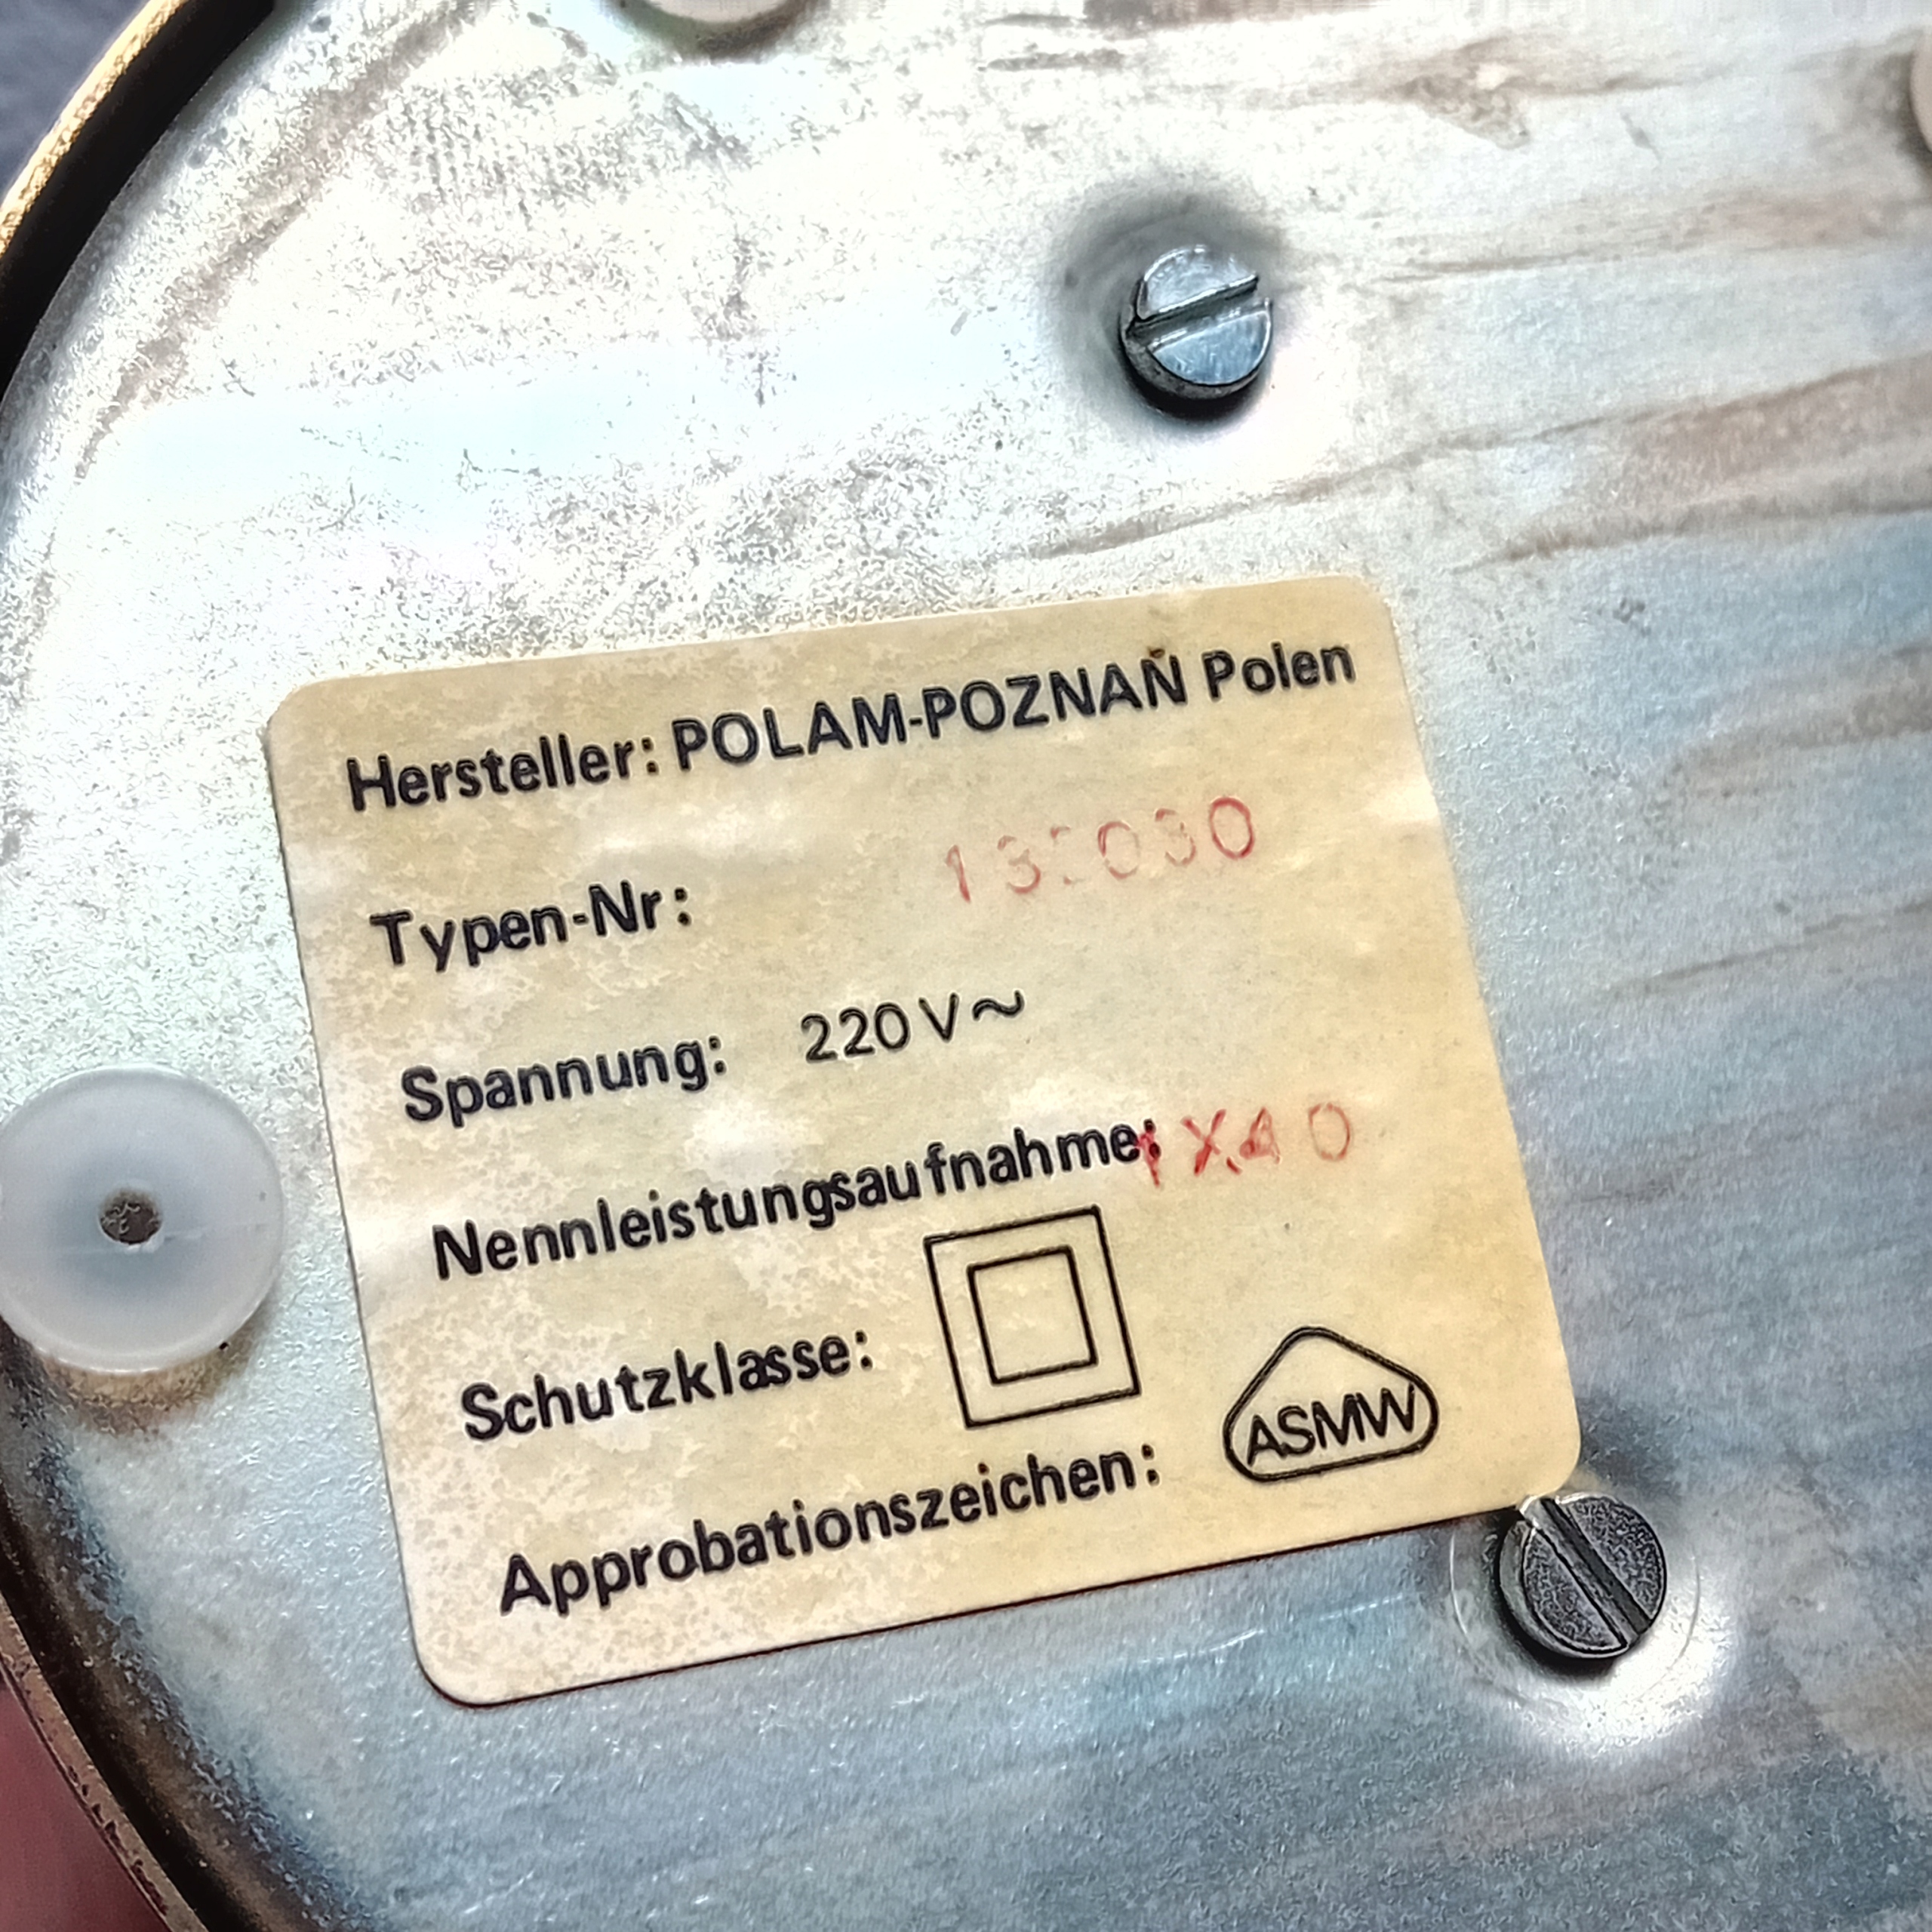 Hersteller: POLAM-POZNAŃ Polen
Typen-Nr:
Spannung: 220 V~
Nennleistungsaufnahme: 1X40
Schutzklasse:
Approbationszeichen: ASMW